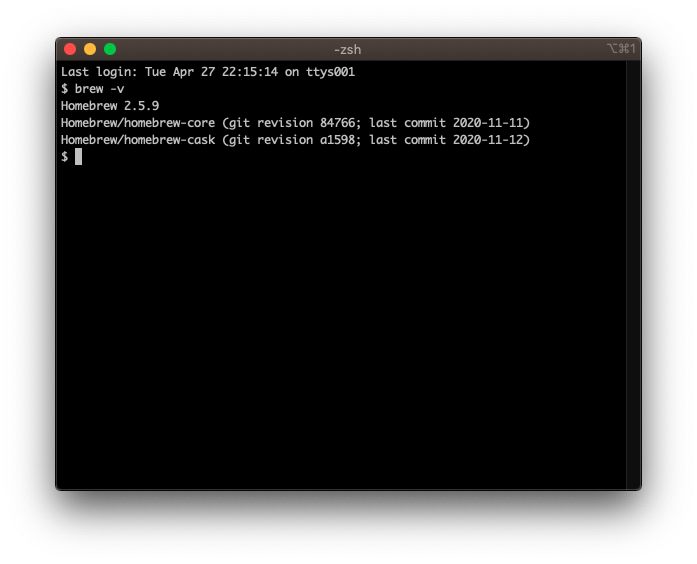 -zsh
⌥⌘1
Last login: Tue Apr 27 22:15:14 on ttys001
$ brew -v
Homebrew 2.5.9
Homebrew/homebrew-core (git revision 84766; last commit 2020-11-11)
Homebrew/homebrew-cask (git revision a1598; last commit 2020-11-12)
$